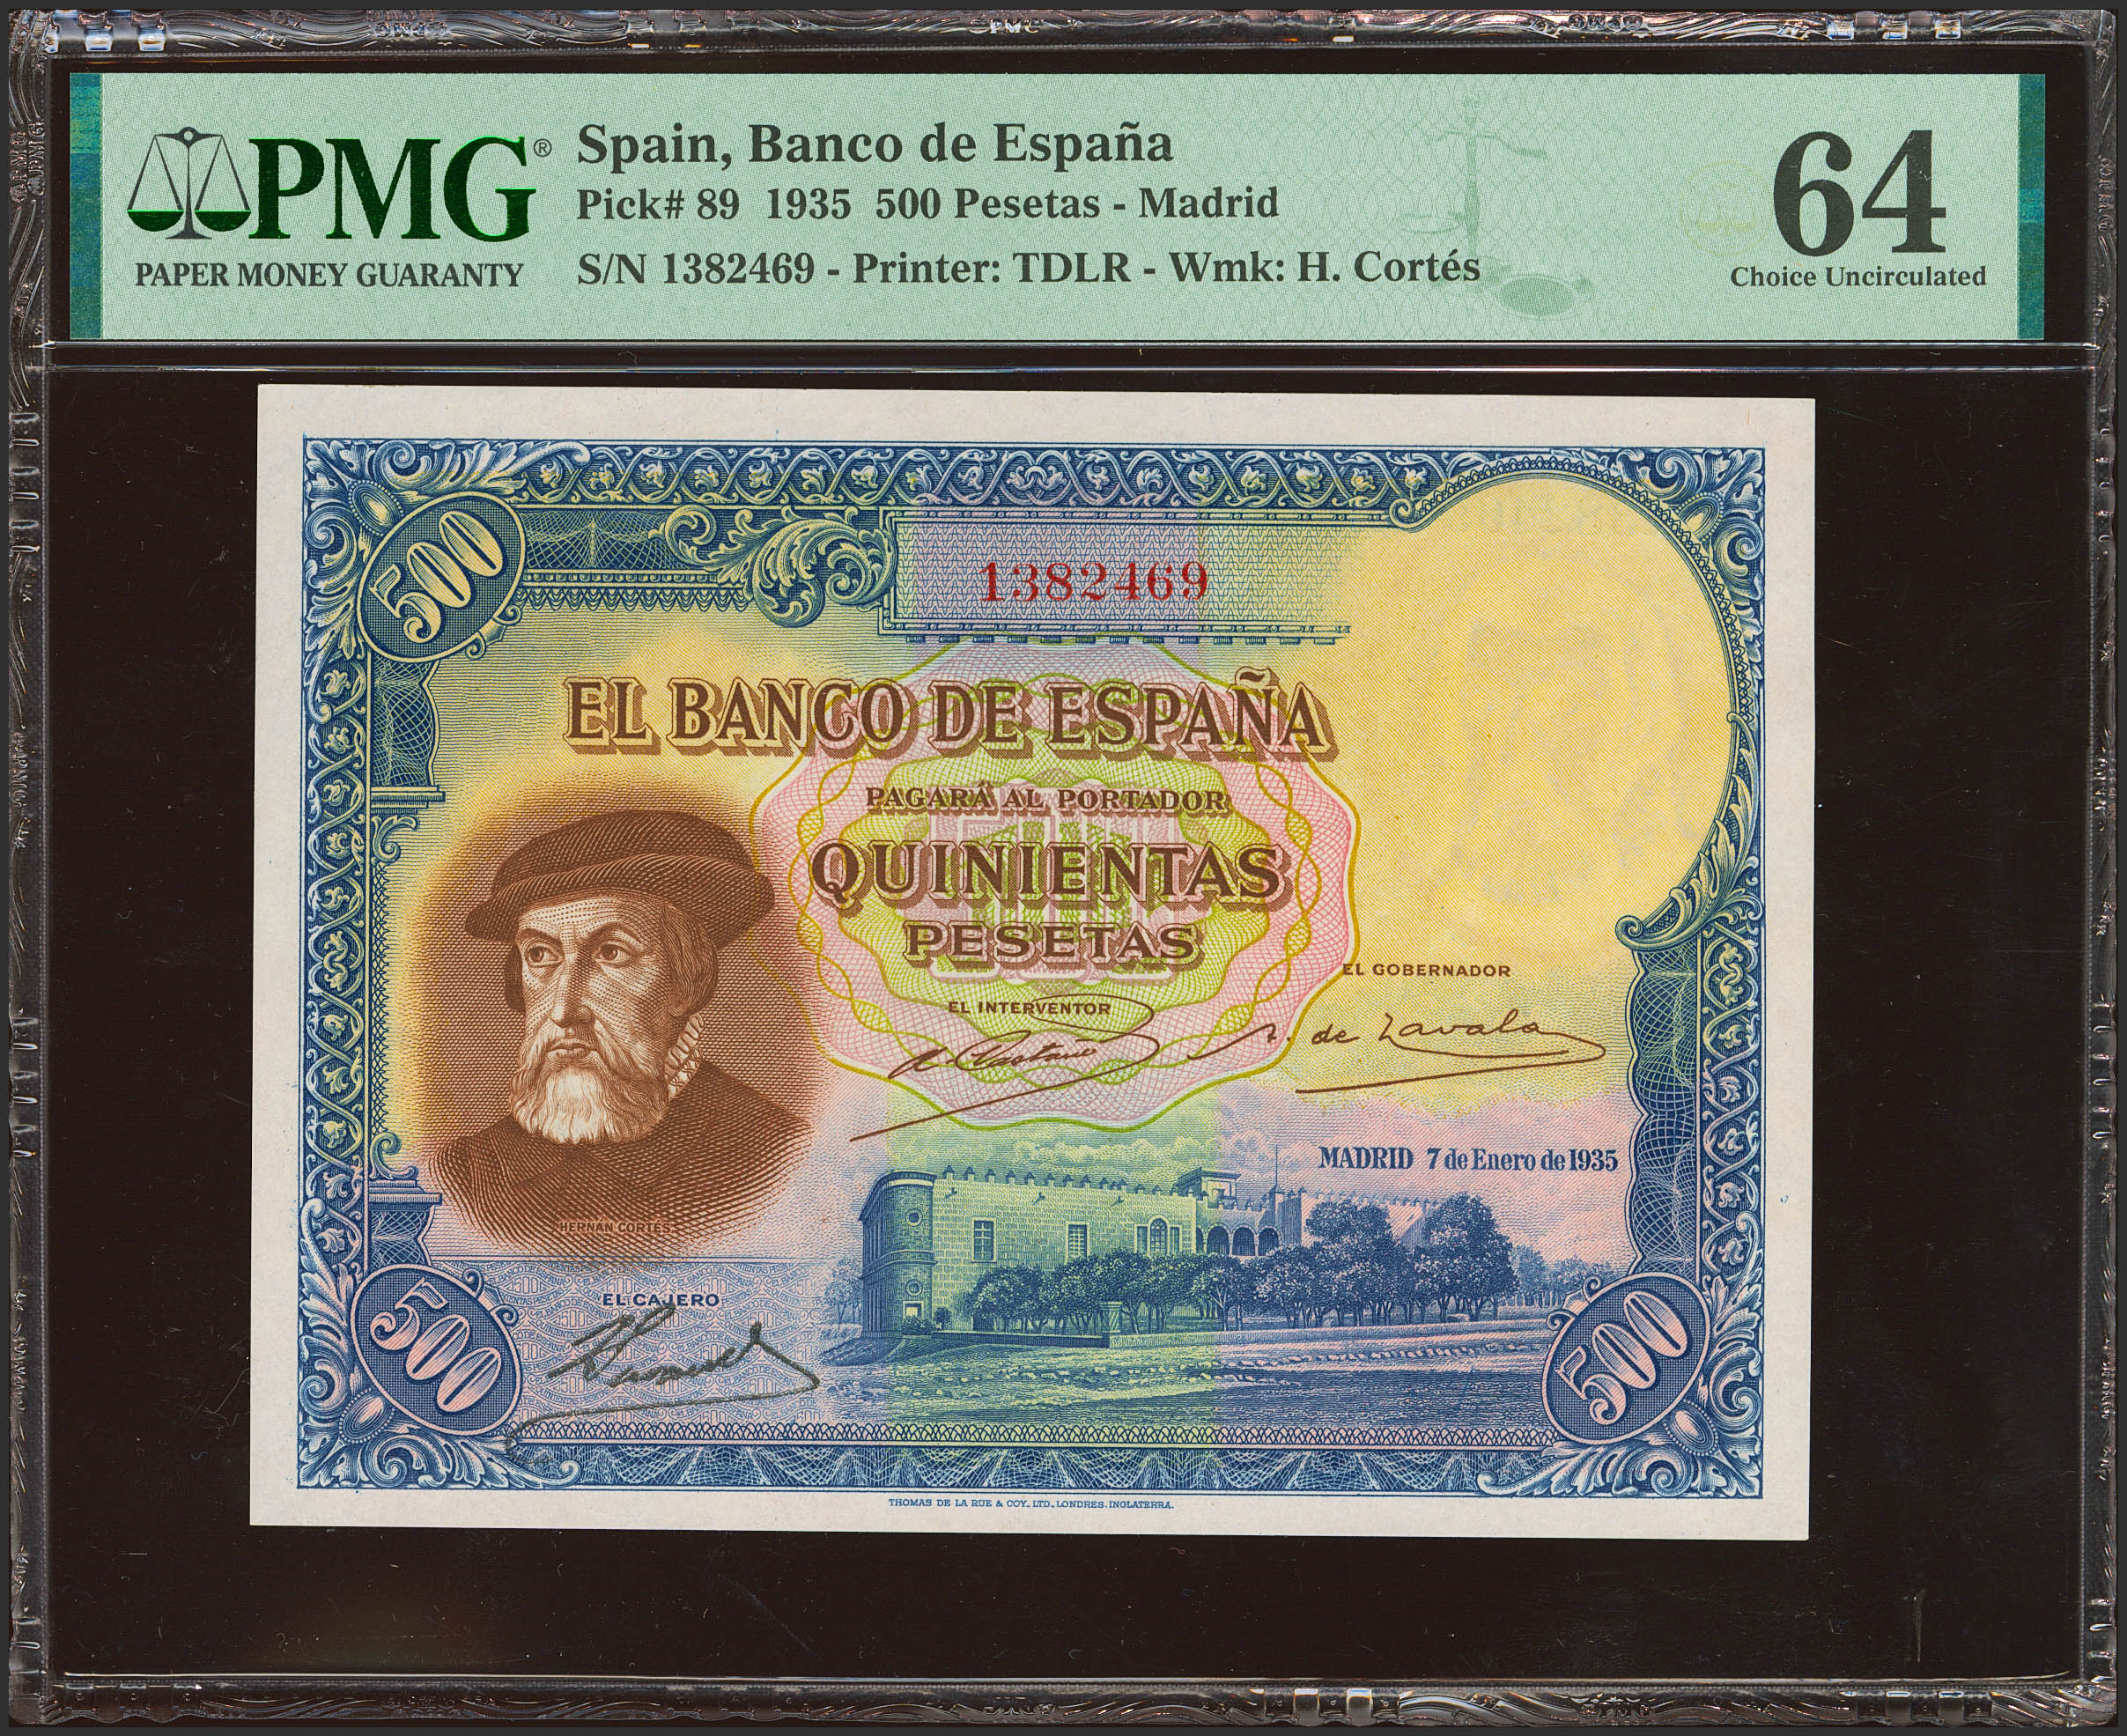 PMG®
PAPER MONEY GUARANTY
Spain, Banco de España
Pick# 89 1935 500 Pesetas - Madrid
S/N 1382469 - Printer: TDLR - Wmk: H. Cortés
64
Choice Uncirculated
500
1382469
EL BANCO DE ESPAÑA
PAGARÁ AL PORTADOR
QUINIENTAS
PESETAS
EL GOBERNADOR
EL INTERVENTOR
A. de Zavala
MADRID 7 de Enero de 1935
HERNÁN CORTÉS
EL CAJERO
500
500
THOMAS DE LA RUE & COY. LTD., LONDRES. INGLATERRA.